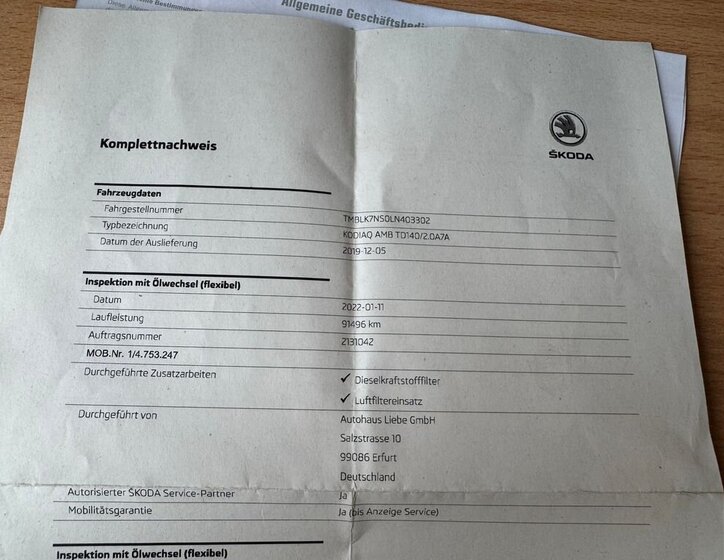 Allgemeine Geschäftsbedi
Bestimmun
Komplettnachweis
ŠKODA
Fahrzeugdaten
Fahrgestellnummer TMBLK7NS0LN403302
Typbezeichnung KODIAQ AMB TD140/2.0A7A
Datum der Auslieferung 2019-12-05
Inspektion mit Ölwechsel (flexibel)
Datum 2022-01-11
Laufleistung 91496 km
Auftragsnummer 2131042
MOB.Nr. 1/4.753.247
Durchgeführte Zusatzarbeiten ✓ Dieselkraftstofffilter
✓ Luftfiltereinsatz
Durchgeführt von Autohaus Liebe GmbH
Salzstrasse 10
99086 Erfurt
Deutschland
Autorisierter ŠKODA Service-Partner Ja
Mobilitätsgarantie Ja (bis Anzeige Service)
Inspektion mit Ölwechsel (flexibel)